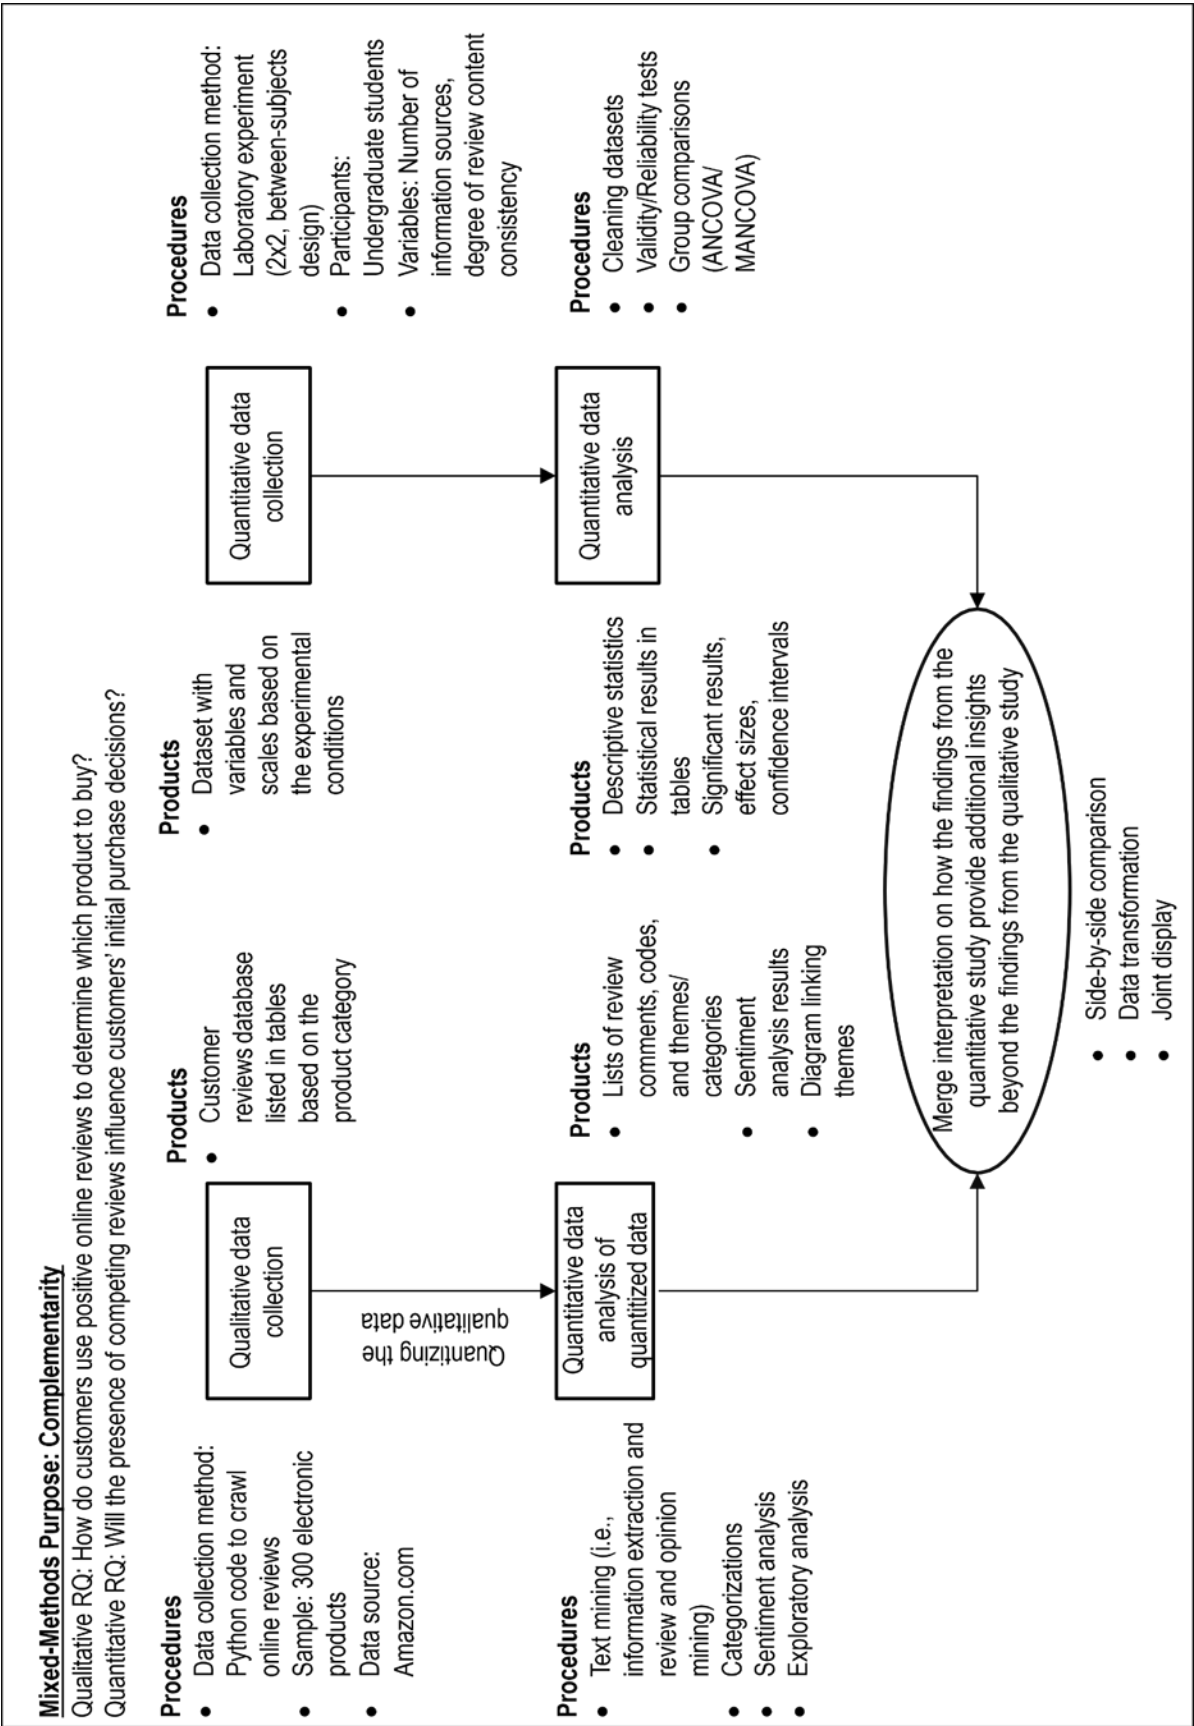 Mixed-Methods Purpose: Complementarity
Qualitative RQ: How do customers use positive online reviews to determine which product to buy?
Quantitative RQ: Will the presence of competing reviews influence customers' initial purchase decisions?
Procedures
• Data collection method:
Python code to crawl
online reviews
• Sample: 300 electronic
products
• Data source:
Amazon.com
Qualitative data
collection
Products
• Customer
reviews database
listed in tables
based on the
product category
Products
• Dataset with
variables and
scales based on
the experimental
conditions
Quantitative data
collection
Procedures
• Data collection method:
Laboratory experiment
(2x2, between-subjects
design)
• Participants:
Undergraduate students
• Variables: Number of
information sources,
degree of review content
consistency
Quantizing the
qualitative data
Procedures
• Text mining (i.e.,
information extraction and
review and opinion
mining)
• Categorizations
• Sentiment analysis
• Exploratory analysis
Quantitative data
analysis of
quantitized data
Products
• Lists of review
comments, codes,
and themes/
categories
• Sentiment
analysis results
• Diagram linking
themes
Products
• Descriptive statistics
• Statistical results in
tables
• Significant results,
effect sizes,
confidence intervals
Quantitative data
analysis
Procedures
• Cleaning datasets
• Validity/Reliability tests
• Group comparisons
(ANCOVA/
MANCOVA)
Merge interpretation on how the findings from the
quantitative study provide additional insights
beyond the findings from the qualitative study
• Side-by-side comparison
• Data transformation
• Joint display